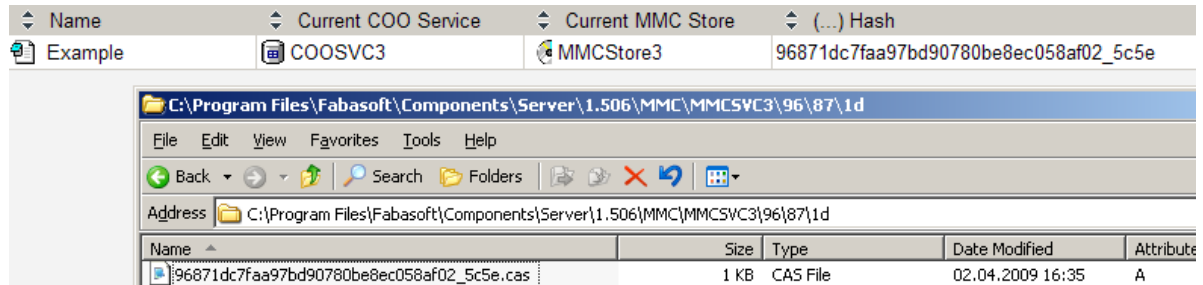 Name Current COO Service Current MMC Store (...) Hash
Example COOSVC3 MMCStore3 96871dc7faa97bd90780be8ec058af02_5c5e
C:\Program Files\Fabasoft\Components\Server\1.506\MMC\MMCSVC3\96\87\1d
File Edit View Favorites Tools Help
Back Search Folders
Address C:\Program Files\Fabasoft\Components\Server\1.506\MMC\MMCSVC3\96\87\1d
Name Size Type Date Modified Attribute
96871dc7faa97bd90780be8ec058af02_5c5e.cas 1 KB CAS File 02.04.2009 16:35 A